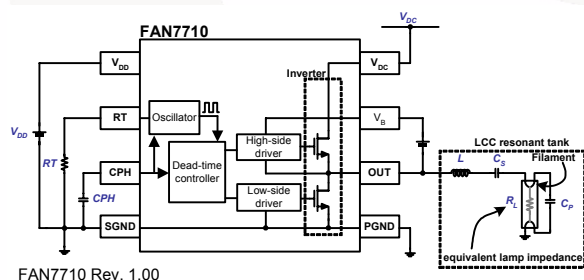 FAN7710
V_DC
V_DD
V_DC
Inverter
RT
Oscillator
V_B
High-side
driver
V_DD
LCC resonant tank
RT
CPH
Dead-time
controller
OUT
L
C_S
Filament
CPH
Low-side
driver
R_L
C_P
SGND
PGND
equivalent lamp impedance
FAN7710 Rev. 1.00